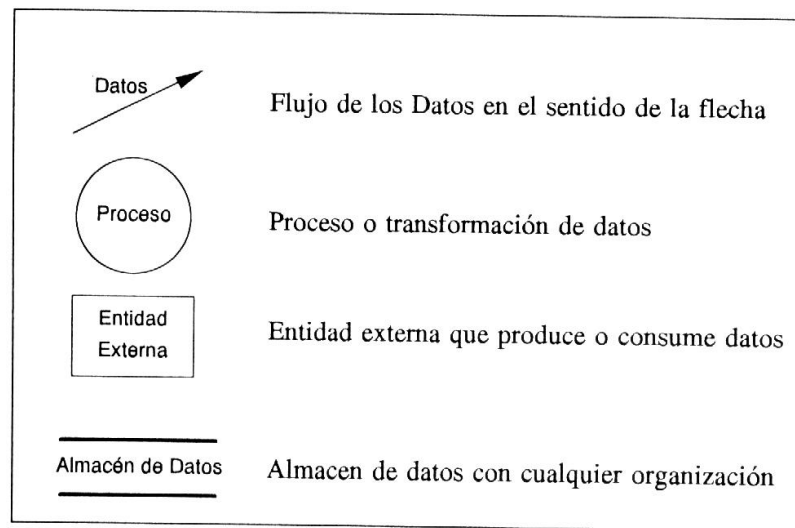 Datos
Flujo de los Datos en el sentido de la flecha
Proceso
Proceso o transformación de datos
Entidad
Externa
Entidad externa que produce o consume datos
Almacén de Datos
Almacen de datos con cualquier organización